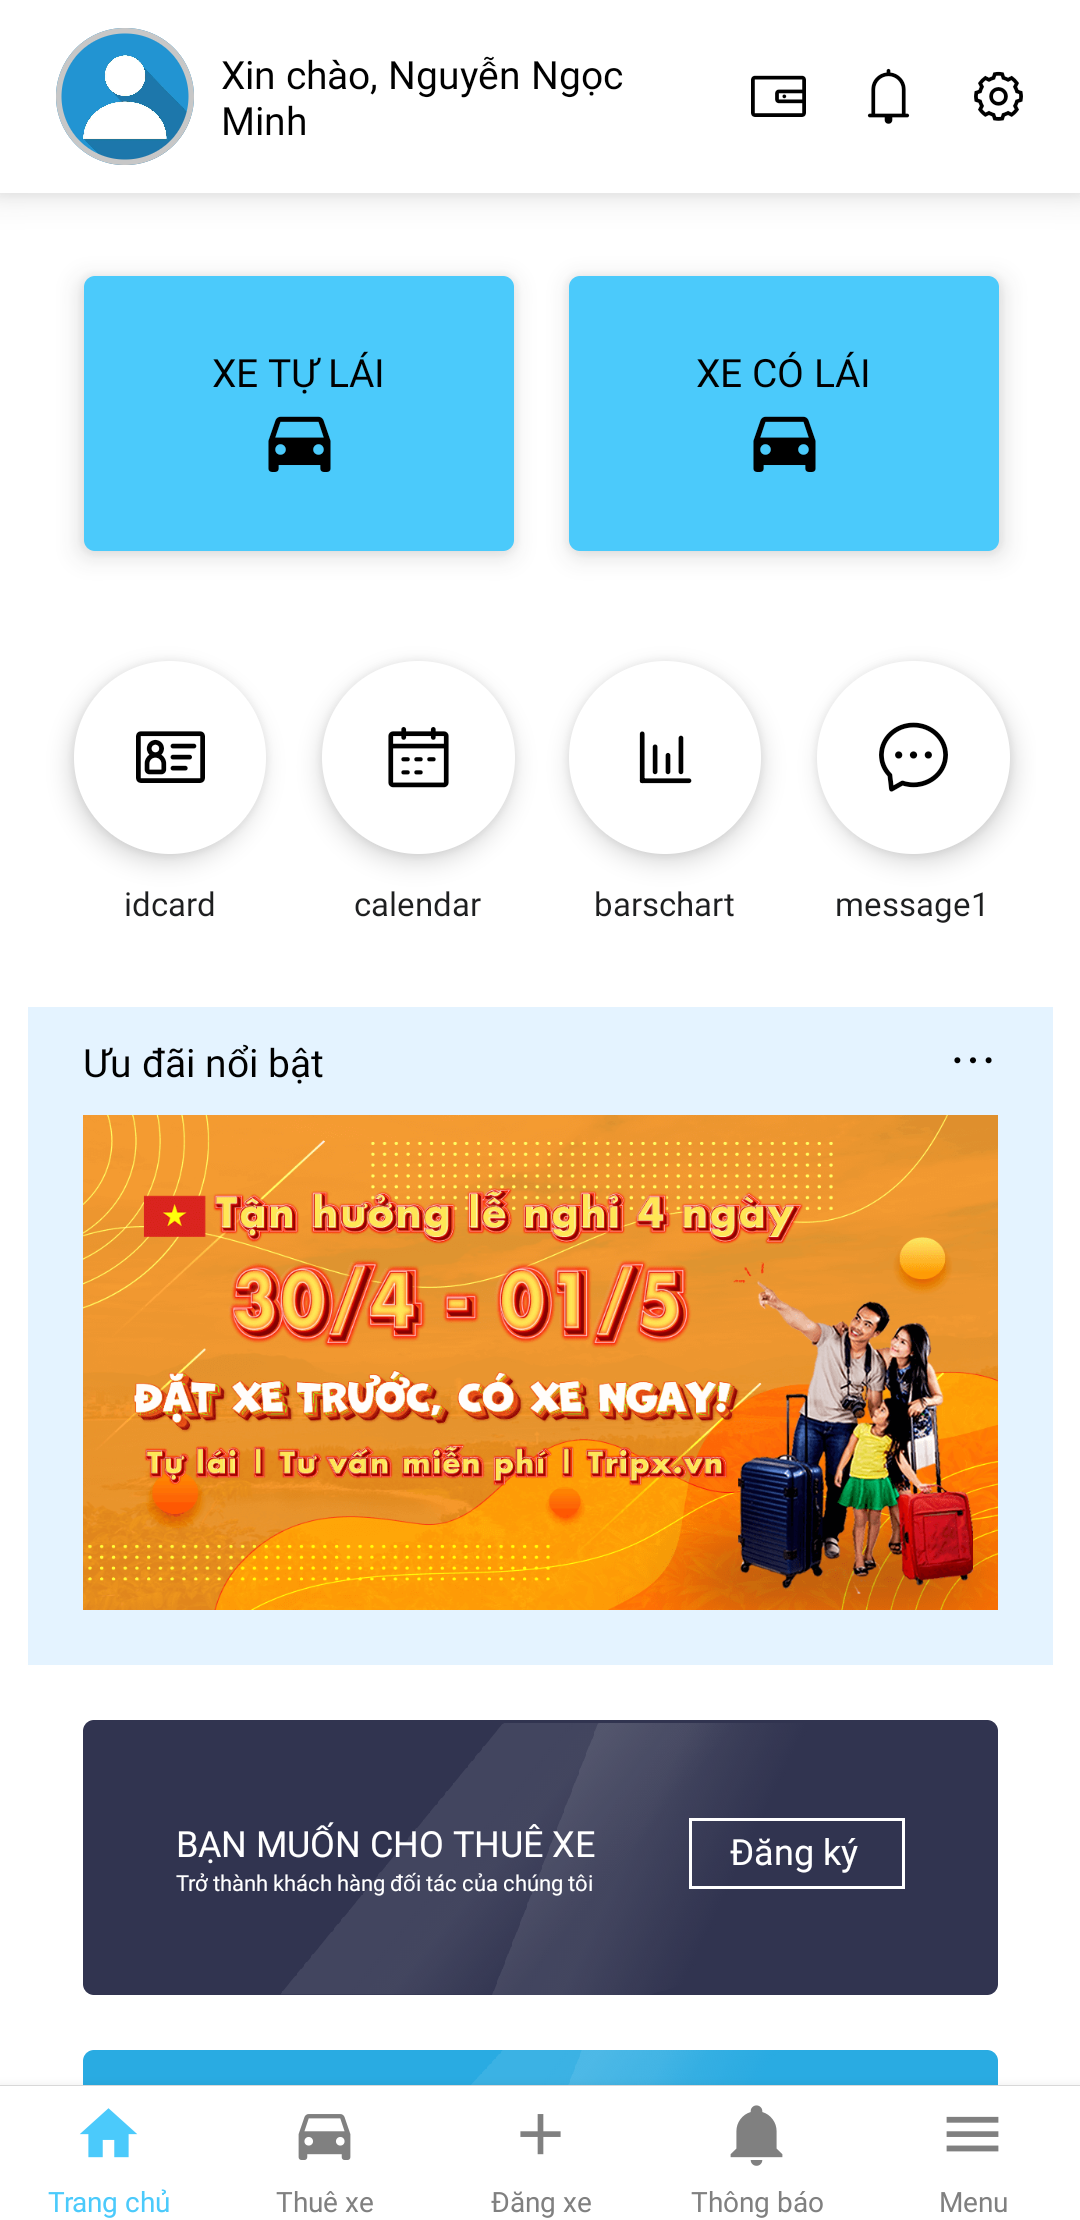 Xin chào, Nguyễn Ngọc
Minh
XE TỰ LÁI
XE CÓ LÁI
idcard
calendar
barschart
message1
Ưu đãi nổi bật
Tận hưởng lễ nghỉ 4 ngày
30/4 - 01/5
ĐẶT XE TRƯỚC, CÓ XE NGAY!
Tự lái | Tư vấn miễn phí | Tripx.vn
BẠN MUỐN CHO THUÊ XE
Trở thành khách hàng đối tác của chúng tôi
Đăng ký
Trang chủ
Thuê xe
Đăng xe
Thông báo
Menu